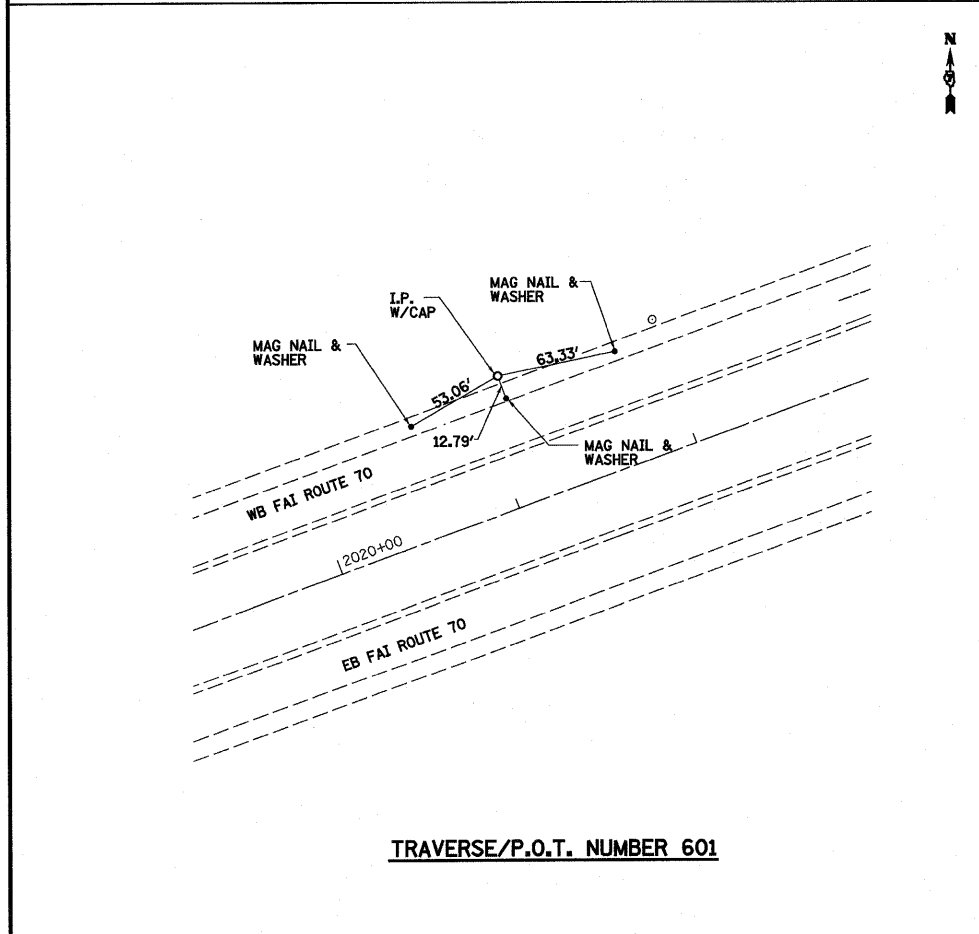 N
MAG NAIL &
WASHER
I.P.
W/CAP
MAG NAIL &
WASHER
63.33'
53.06'
12.79'
MAG NAIL &
WASHER
WB FAI ROUTE 70
2020+00
EB FAI ROUTE 70
TRAVERSE/P.O.T. NUMBER 601